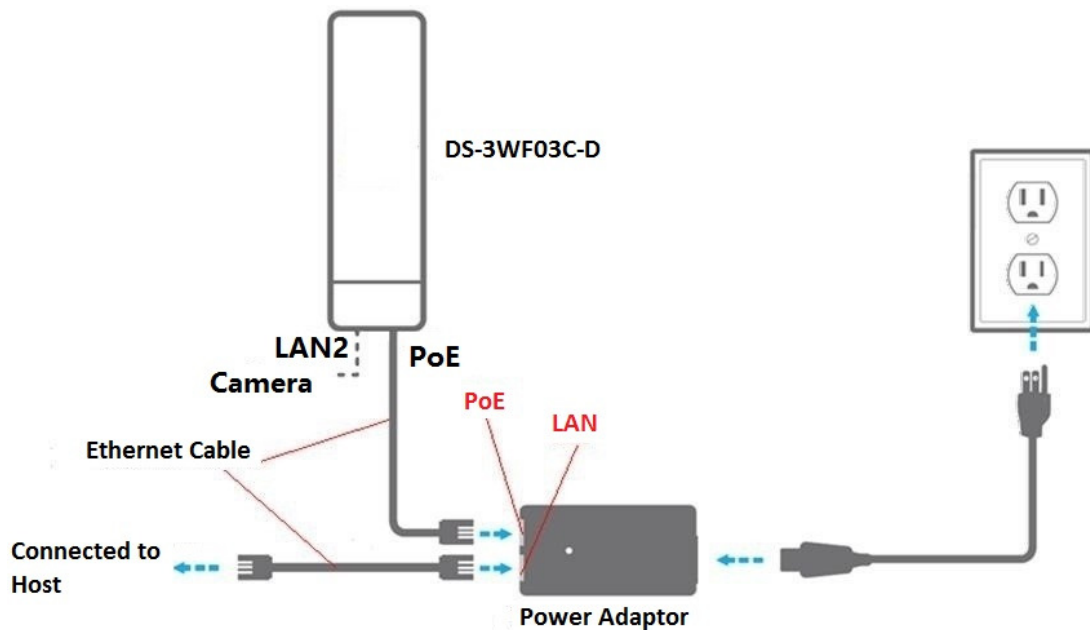 DS-3WF03C-D
LAN2
PoE
Camera
PoE
LAN
Ethernet Cable
Connected to
Host
Power Adaptor